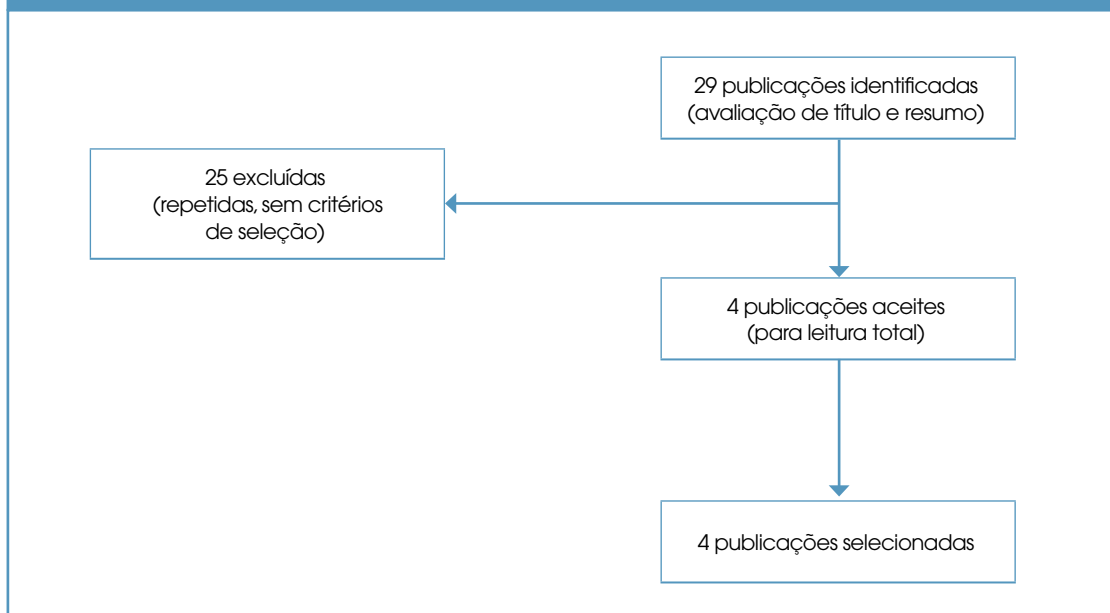 29 publicações identificadas
(avaliação de título e resumo)
25 excluídas
(repetidas, sem critérios
de seleção)
4 publicações aceites
(para leitura total)
4 publicações selecionadas